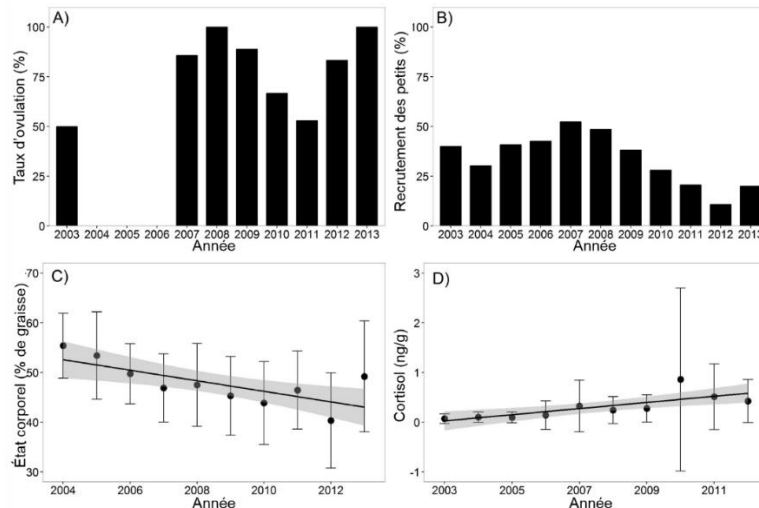 A)
100
75
50
25
0
Taux d'ovulation (%)
2003 2004 2005 2006 2007 2008 2009 2010 2011 2012 2013
Année
B)
100
75
50
25
0
Recrutement des petits (%)
2003 2004 2005 2006 2007 2008 2009 2010 2011 2012 2013
Année
C)
70
60
50
40
30
État corporel (% de graisse)
2004 2006 2008 2010 2012
Année
D)
3
2
1
0
-1
Cortisol (ng/g)
2003 2005 2007 2009 2011
Année